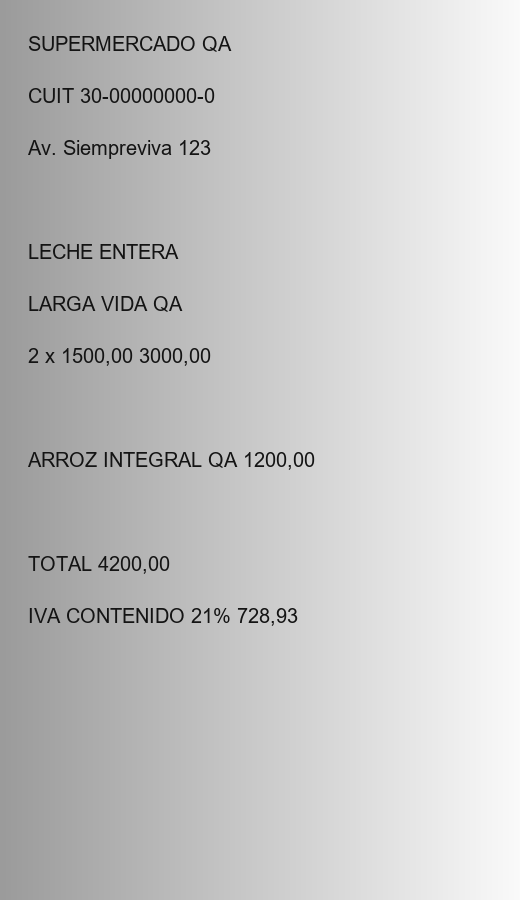 SUPERMERCADO QA
CUIT 30-00000000-0
Av. Siempreviva 123
LECHE ENTERA
LARGA VIDA QA
2 x 1500,00 3000,00
ARROZ INTEGRAL QA 1200,00
TOTAL 4200,00
IVA CONTENIDO 21% 728,93